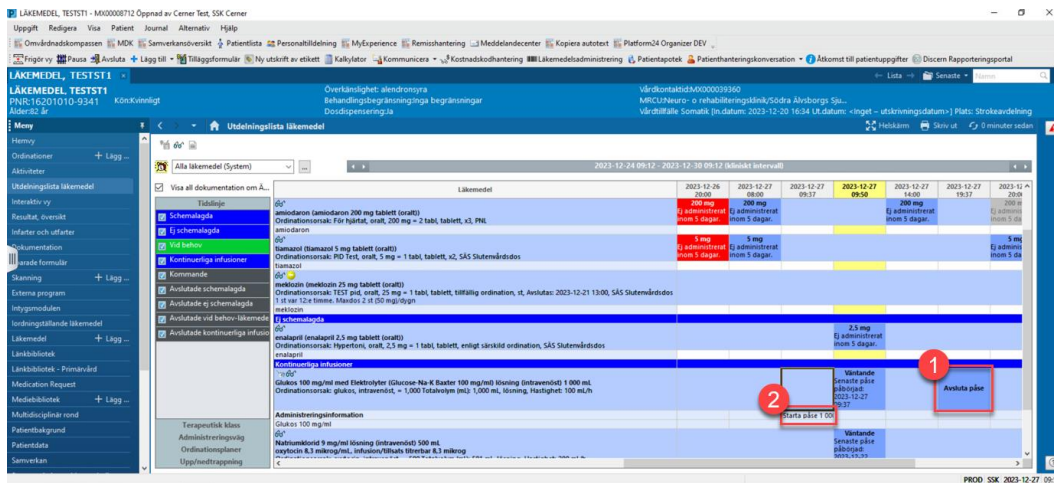 LÄKEMEDEL, TESTST1 - MX00008712 Öppnad av Cerner Test, SSK Cerner
Uppgift Redigera Visa Patient Journal Alternativ Hjälp
Omvårdnadskompassen MDK Samverkansöversikt Patientlista Personaltilldelning MyExperience Remisshantering Meddelandecenter Kopiera autotext Platform24 Organizer DEV
Frigör vy Pausa Avsluta Lägg till Tilläggsformulär Ny utskrift av etikett Kalkylator Kommunicera Kostnadskodhantering Läkemedelsadministrering Patientapotek Patienthanteringskonversation Åtkomst till patientuppgifter Discern Rapporteringsportal
LÄKEMEDEL, TESTST1
Lista Senaste Namn
LÄKEMEDEL, TESTST1
PNR:16201010-9341 Kön:Kvinnligt
Ålder:82 år
Överkänslighet: alendronsyra
Behandlingsbegränsning:Inga begränsningar
Dosdispensering:Ja
Vårdkontaktid:MX000039360
MRCU:Neuro- o rehabiliteringsklinik/Södra Älvsborgs Sju...
Vårdtillfälle Somatik [In.datum: 2023-12-20 16:34 Ut.datum: <Inget – utskrivningsdatum>] Plats: Strokeavdelning
Meny
Utdelningslista läkemedel
Helskärm Skriv ut 0 minuter sedan
Hemvy
Ordinationer + Lägg ...
Aktiviteter
Utdelningslista läkemedel
Interaktiv vy
Resultat, översikt
Infarter och utfarter
Dokumentation
Sparade formulär
Skanning + Lägg ...
Externa program
Intygsmodulen
Iordningställande läkemedel
Läkemedel + Lägg ...
Länkbibliotek
Länkbibliotek - Primärvård
Medication Request
Mediebibliotek + Lägg ...
Multidisciplinär rond
Patientbakgrund
Patientdata
Samverkan
Alla läkemedel (System)
2023-12-24 09:12 - 2023-12-30 09:12 (kliniskt intervall)
Visa all dokumentation om Ä...
Tidslinje
Schemalagda
Ej schemalagda
Vid behov
Kontinuerliga infusioner
Kommande
Avslutade schemalagda
Avslutade ej schemalagda
Avslutade vid behov-läkemede
Avslutade kontinuerliga infusio
Terapeutisk klass
Administreringsväg
Ordinationsplaner
Upp/nedtrappning
Läkemedel
2023-12-26 20:00
2023-12-27 08:00
2023-12-27 09:37
2023-12-27 09:50
2023-12-27 14:00
2023-12-27 19:37
amiodaron (amiodaron 200 mg tablett (oralt))
Ordinationsorsak: För hjärtat, oralt, 200 mg = 2 tabl, tablett, x3, PNL
amiodaron
200 mg Ej administrerat inom 5 dagar.
200 mg Ej administrerat inom 5 dagar.
200 mg Ej administrerat inom 5 dagar.
tiamazol (tiamazol 5 mg tablett (oralt))
Ordinationsorsak: PID Test, oralt, 5 mg = 1 tabl, tablett, x2, SÄS Slutenvårdsdos
tiamazol
5 mg Ej administrerat inom 5 dagar.
5 mg Ej administrerat inom 5 dagar.
meklozin (meklozin 25 mg tablett (oralt))
Ordinationsorsak: TEST pid, oralt, 25 mg = 1 tabl, tablett, tillfällig ordination, st, Avslutas: 2023-12-21 13:00, SÄS Slutenvårdsdos
1 st var 12:e timme. Maxdos 2 st (50 mg)/dygn
meklozin
Ej schemalagda
enalapril (enalapril 2,5 mg tablett (oralt))
Ordinationsorsak: Hypertoni, oralt, 2,5 mg = 1 tabl, tablett, enligt särskild ordination, SÄS Slutenvårdsdos
enalapril
2,5 mg
Ej administrerat
inom 5 dagar.
Kontinuerliga infusioner
Glukos 100 mg/ml med Elektrolyter (Glucose-Na-K Baxter 100 mg/ml) lösning (intravenöst) 1 000 mL
Ordinationsorsak: glukos, intravenöst, = 1,000 Totalvolym (mL): 1,000 mL, lösning, Hastighet: 100 mL/h
Väntande
Senaste påse
påbörjad:
2023-12-27
09:37
1
Avsluta påse
2
Administreringsinformation
Starta påse 1 00
Glukos 100 mg/ml
Natriumklorid 9 mg/ml lösning (intravenöst) 500 mL
oxytocin 8,3 mikrog/mL, infusion/tillsats titrerbar 8,3 mikrog
Väntande
Senaste påse
påbörjad:
PROD SSK 2023-12-27 09: